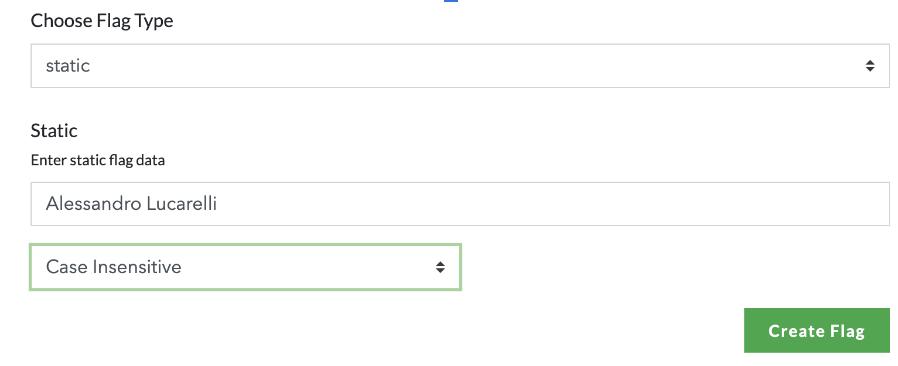 Choose Flag Type
static
Static
Enter static flag data
Alessandro Lucarelli
Case Insensitive
Create Flag